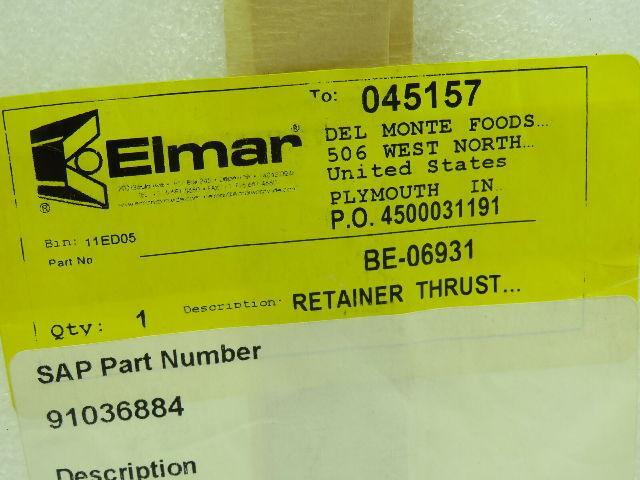 To: 045157
Elmar®
DEL MONTE FOODS...
506 WEST NORTH...
United States
PLYMOUTH IN
P.O. 4500031191
®
Bin: 11ED05
Part No
BE-06931
Qty: 1 Description: RETAINER THRUST...
SAP Part Number
91036884
Description